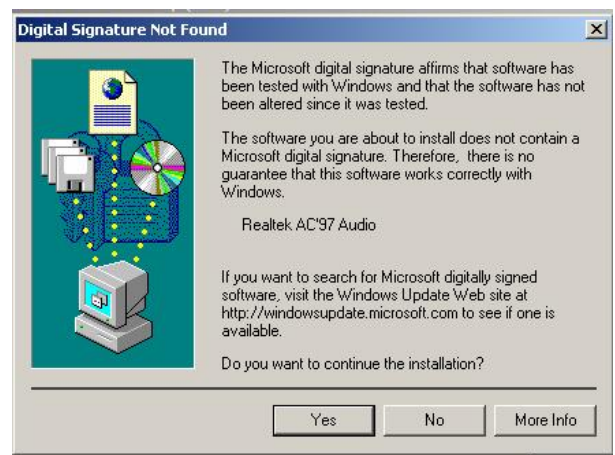 Digital Signature Not Found
The Microsoft digital signature affirms that software has
been tested with Windows and that the software has not
been altered since it was tested.
The software you are about to install does not contain a
Microsoft digital signature. Therefore, there is no
guarantee that this software works correctly with
Windows.
Realtek AC'97 Audio
If you want to search for Microsoft digitally signed
software, visit the Windows Update Web site at
http://windowsupdate.microsoft.com to see if one is
available.
Do you want to continue the installation?
Yes
No
More Info